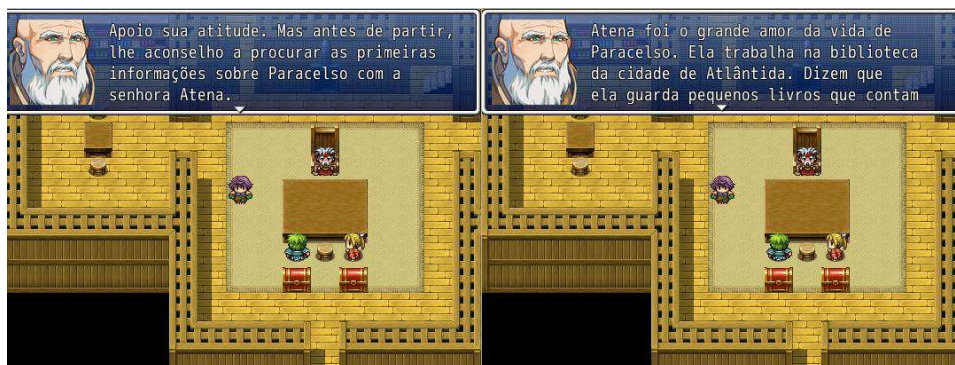 Apoio sua atitude. Mas antes de partir,
lhe aconselho a procurar as primeiras
informações sobre Paracelso com a
senhora Atena.
Atena foi o grande amor da vida de
Paracelso. Ela trabalha na biblioteca
da cidade de Atlântida. Dizem que
ela guarda pequenos livros que contam